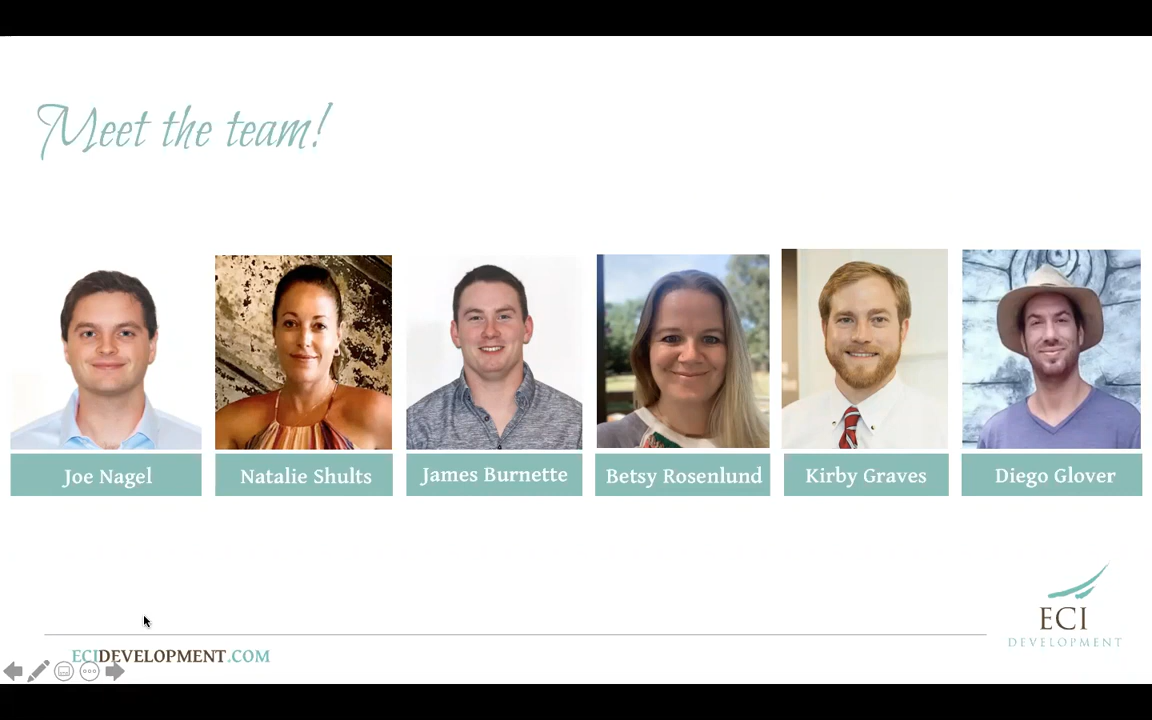 Meet the team!
Joe Nagel
Natalie Shults
James Burnette
Betsy Rosenlund
Kirby Graves
Diego Glover
ECI
DEVELOPMENT
ECIDEVELOPMENT.COM